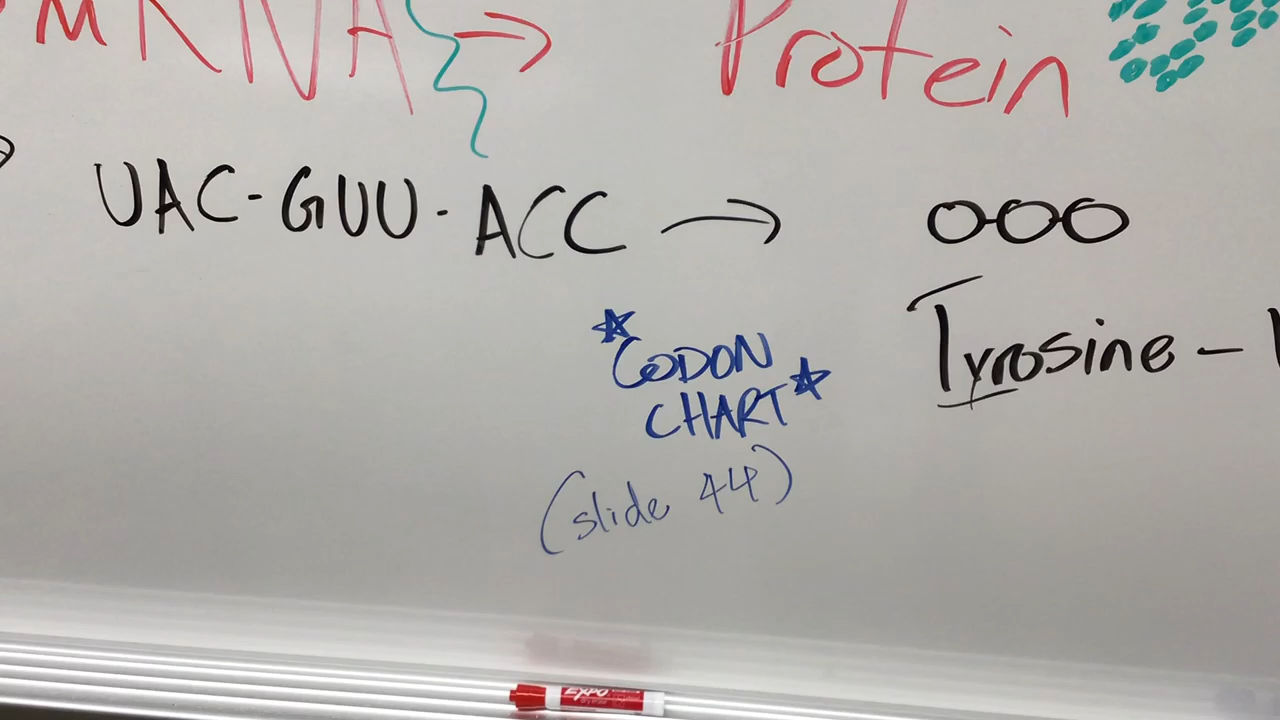 mRNA → Protein
UAC-GUU-ACC → OOO
Tyrosine –
*CODON
CHART*
(slide 44)
EXPO